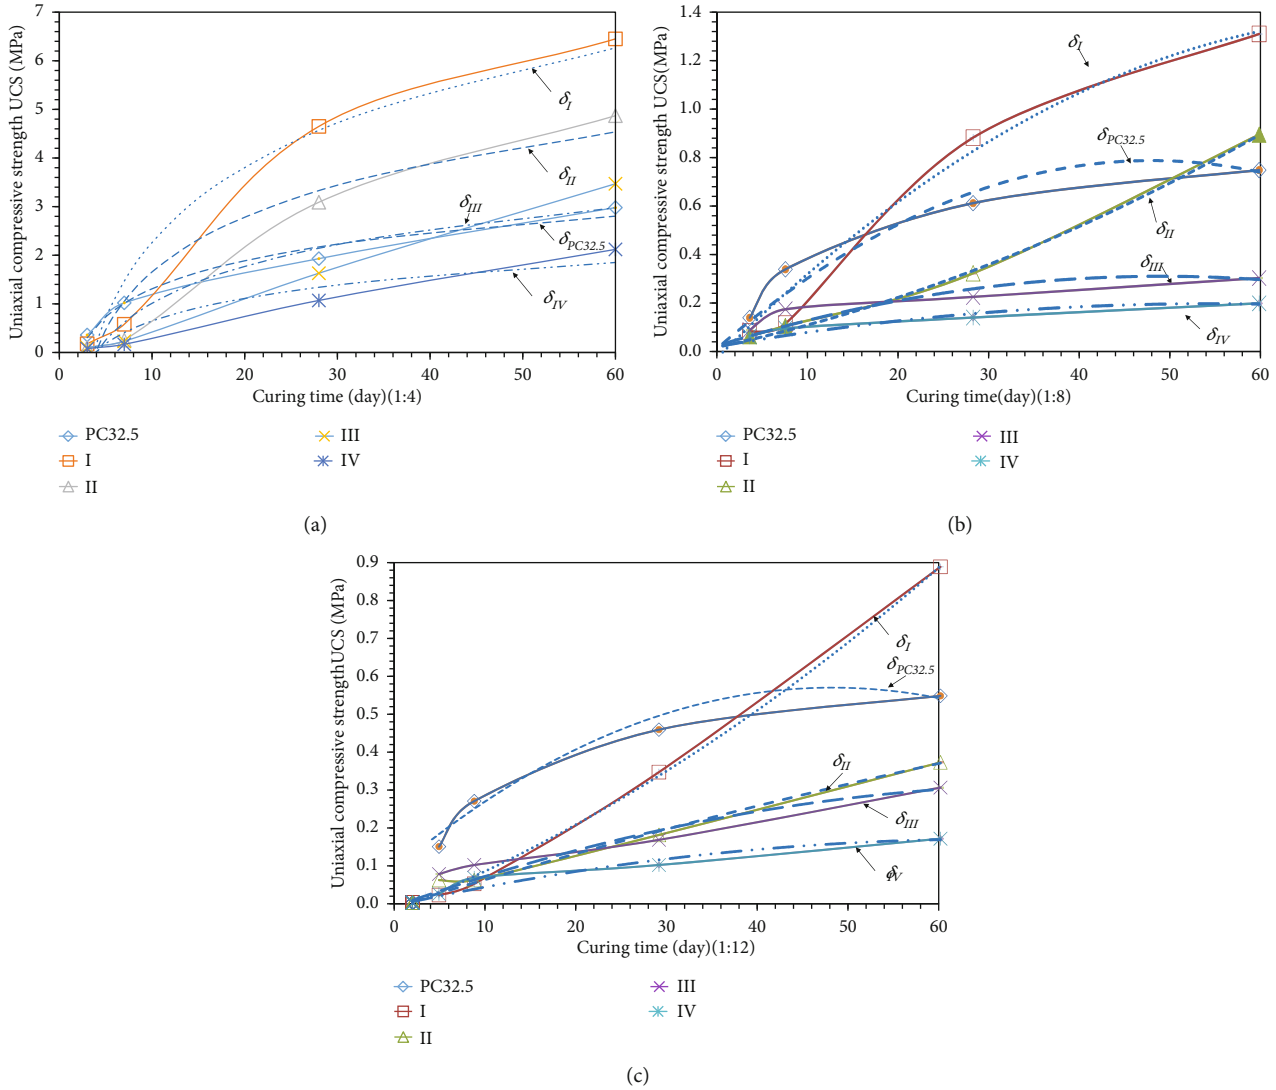 7
6
5
4
3
2
1
0
Uniaxial compressive strength UCS (MPa)
δI
δII
δIII
δPC32.5
δIV
0 10 20 30 40 50 60
Curing time (day)(1:4)
PC32.5
I
II
III
IV
(a)
1.4
1.2
1.0
0.8
0.6
0.4
0.2
0.0
Uniaxial compressive strength UCS(MPa)
δI
δPC32.5
δII
δIII
δIV
0 10 20 30 40 50 60
Curing time(day)(1:8)
PC32.5
I
II
III
IV
(b)
0.9
0.8
0.7
0.6
0.5
0.4
0.3
0.2
0.1
0.0
Uniaxial compressive strengthUCS (MPa)
δI
δPC32.5
δII
δIII
0 10 20 30 40 50 60
Curing time (day)(1:12)
PC32.5
I
II
III
IV
(c)